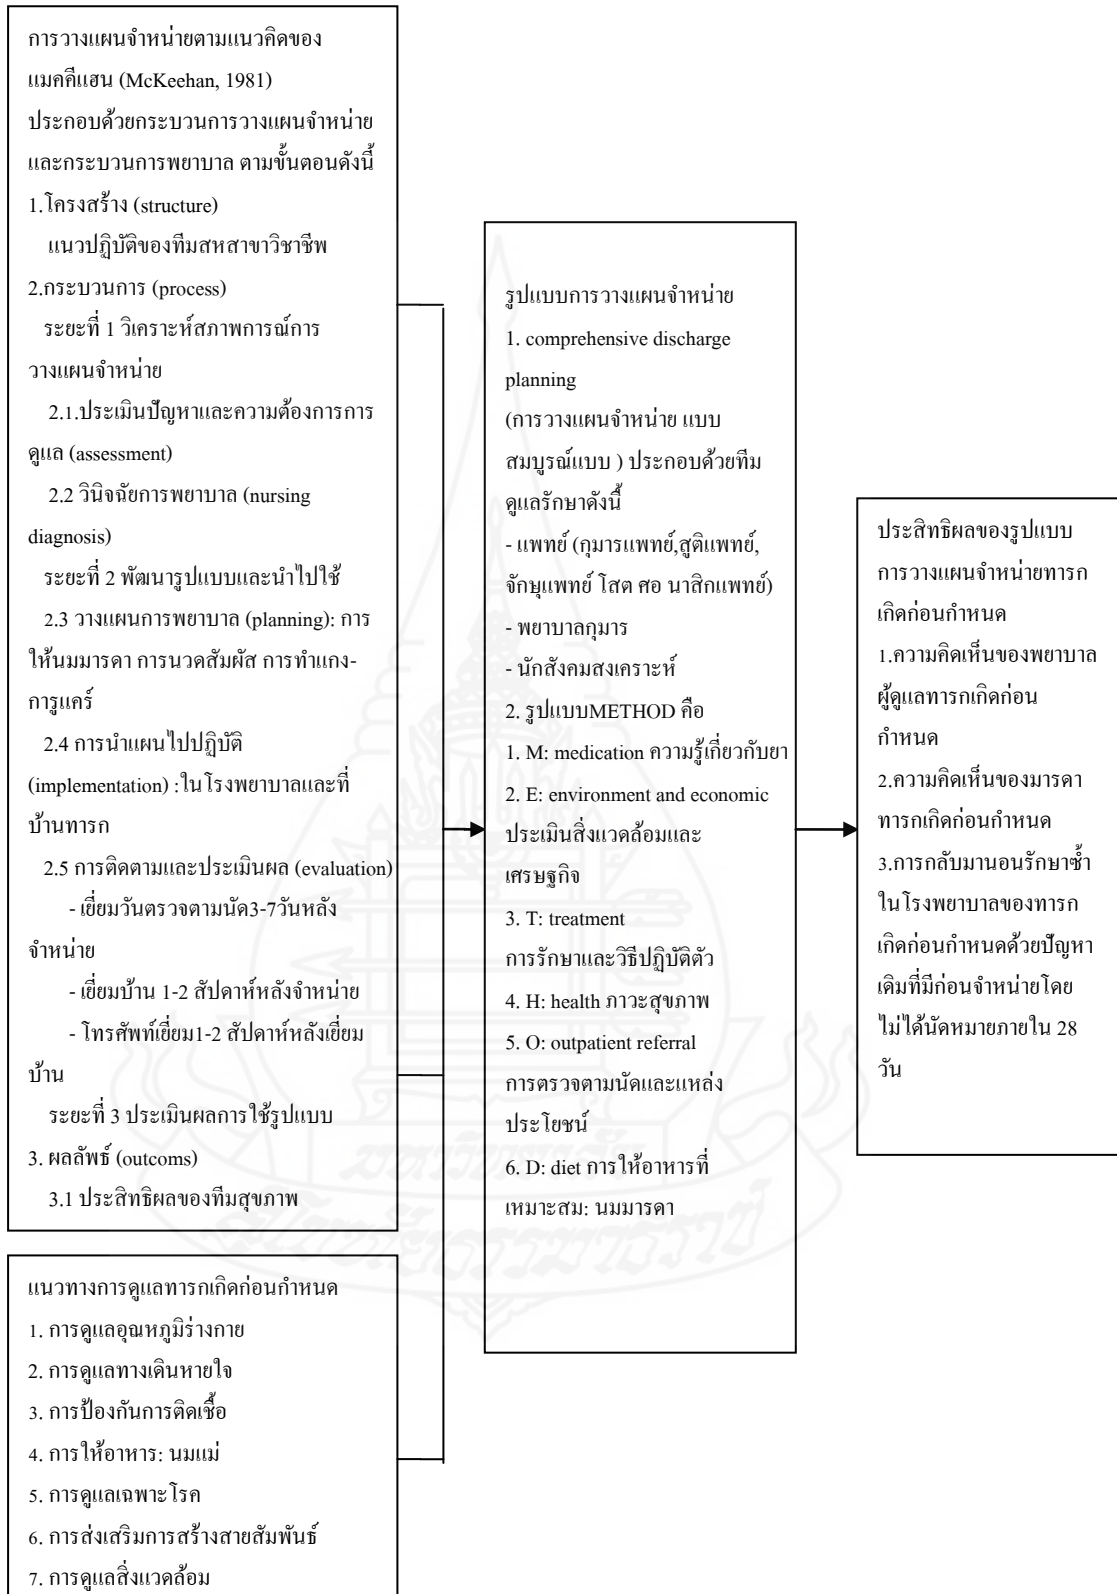 การวางแผนจำหน่ายตามแนวคิดของ
แมคคีแฮน (McKeehan, 1981)
ประกอบด้วยกระบวนการวางแผนจำหน่าย
และกระบวนการพยาบาล ตามขั้นตอนดังนี้
1.โครงสร้าง (structure)
แนวปฏิบัติของทีมสหสาขาวิชาชีพ
2.กระบวนการ (process)
ระยะที่ 1 วิเคราะห์สภาพการณ์การ
วางแผนจำหน่าย
2.1.ประเมินปัญหาและความต้องการการ
ดูแล (assessment)
2.2 วินิจฉัยการพยาบาล (nursing
diagnosis)
ระยะที่ 2 พัฒนารูปแบบและนำไปใช้
2.3 วางแผนการพยาบาล (planning): การ
ให้นมมารดา การนวดสัมผัส การทำแกง-
การูแคร์
2.4 การนำแผนไปปฏิบัติ
(implementation) :ในโรงพยาบาลและที่
บ้านทารก
2.5 การติดตามและประเมินผล (evaluation)
- เยี่ยมวันตรวจตามนัด3-7วันหลัง
จำหน่าย
- เยี่ยมบ้าน 1-2 สัปดาห์หลังจำหน่าย
- โทรศัพท์เยี่ยม1-2 สัปดาห์หลังเยี่ยม
บ้าน
ระยะที่ 3 ประเมินผลการใช้รูปแบบ
3. ผลลัพธ์ (outcoms)
3.1 ประสิทธิผลของทีมสุขภาพ
แนวทางการดูแลทารกเกิดก่อนกำหนด
1. การดูแลอุณหภูมิร่างกาย
2. การดูแลทางเดินหายใจ
3. การป้องกันการติดเชื้อ
4. การให้อาหาร: นมแม่
5. การดูแลเฉพาะโรค
6. การส่งเสริมการสร้างสายสัมพันธ์
7. การดูแลสิ่งแวดล้อม
รูปแบบการวางแผนจำหน่าย
1. comprehensive discharge
planning
(การวางแผนจำหน่าย แบบ
สมบูรณ์แบบ ) ประกอบด้วยทีม
ดูแลรักษาดังนี้
- แพทย์ (กุมารแพทย์,สูติแพทย์,
จักษุแพทย์ โสต ศอ นาสิกแพทย์)
- พยาบาลกุมาร
- นักสังคมสงเคราะห์
2. รูปแบบMETHOD คือ
1. M: medication ความรู้เกี่ยวกับยา
2. E: environment and economic
ประเมินสิ่งแวดล้อมและ
เศรษฐกิจ
3. T: treatment
การรักษาและวิธีปฏิบัติตัว
4. H: health ภาวะสุขภาพ
5. O: outpatient referral
การตรวจตามนัดและแหล่ง
ประโยชน์
6. D: diet การให้อาหารที่
เหมาะสม: นมมารดา
ประสิทธิผลของรูปแบบ
การวางแผนจำหน่ายทารก
เกิดก่อนกำหนด
1.ความคิดเห็นของพยาบาล
ผู้ดูแลทารกเกิดก่อน
กำหนด
2.ความคิดเห็นของมารดา
ทารกเกิดก่อนกำหนด
3.การกลับมานอนรักษาซ้ำ
ในโรงพยาบาลของทารก
เกิดก่อนกำหนดด้วยปัญหา
เดิมที่มีก่อนจำหน่ายโดย
ไม่ได้นัดหมายภายใน 28
วัน
มหาวิทยาลัย
สุโขทัยธรรมาธิราช